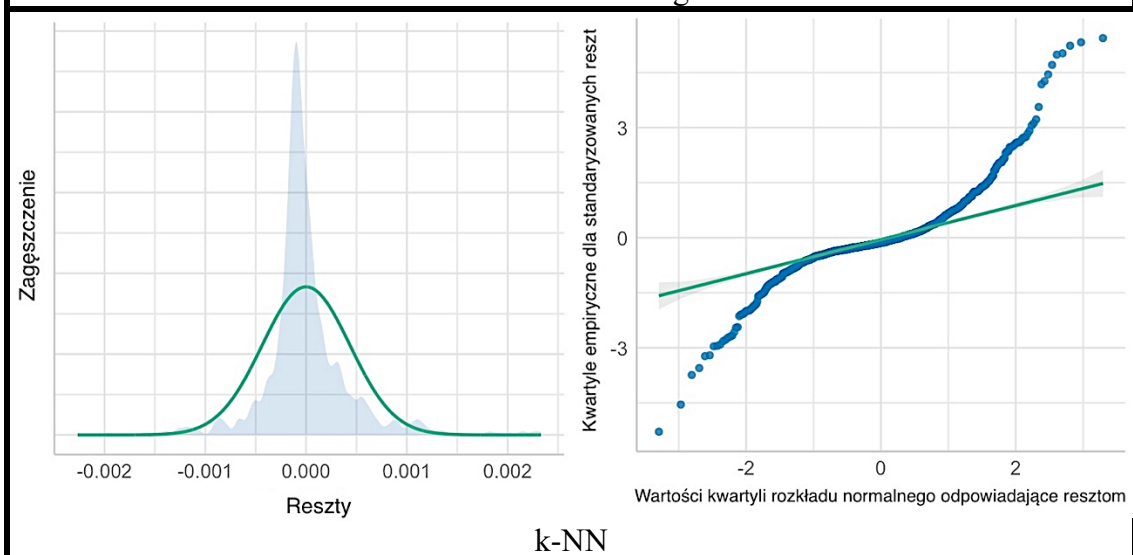 Zagęszczenie
-0.002 -0.001 0.000 0.001 0.002
Reszty
Kwartyle empiryczne dla standaryzowanych reszt
3
0
-3
-2 0 2
Wartości kwartyli rozkładu normalnego odpowiadające resztom
k-NN